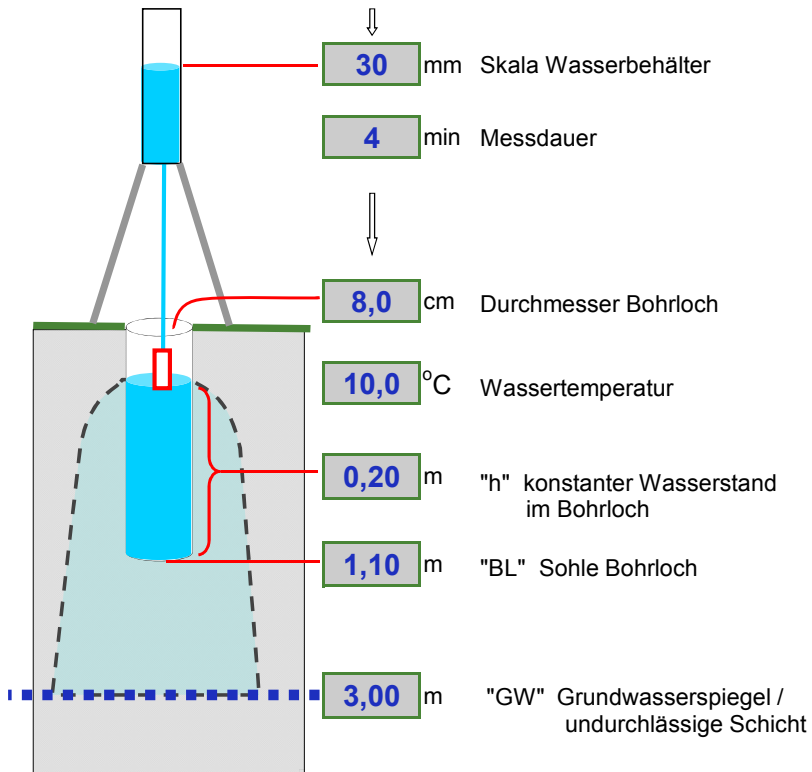 30 mm Skala Wasserbehälter
4 min Messdauer
8,0 cm Durchmesser Bohrloch
10,0 °C Wassertemperatur
0,20 m "h" konstanter Wasserstand
im Bohrloch
1,10 m "BL" Sohle Bohrloch
3,00 m "GW" Grundwasserspiegel /
undurchlässige Schicht